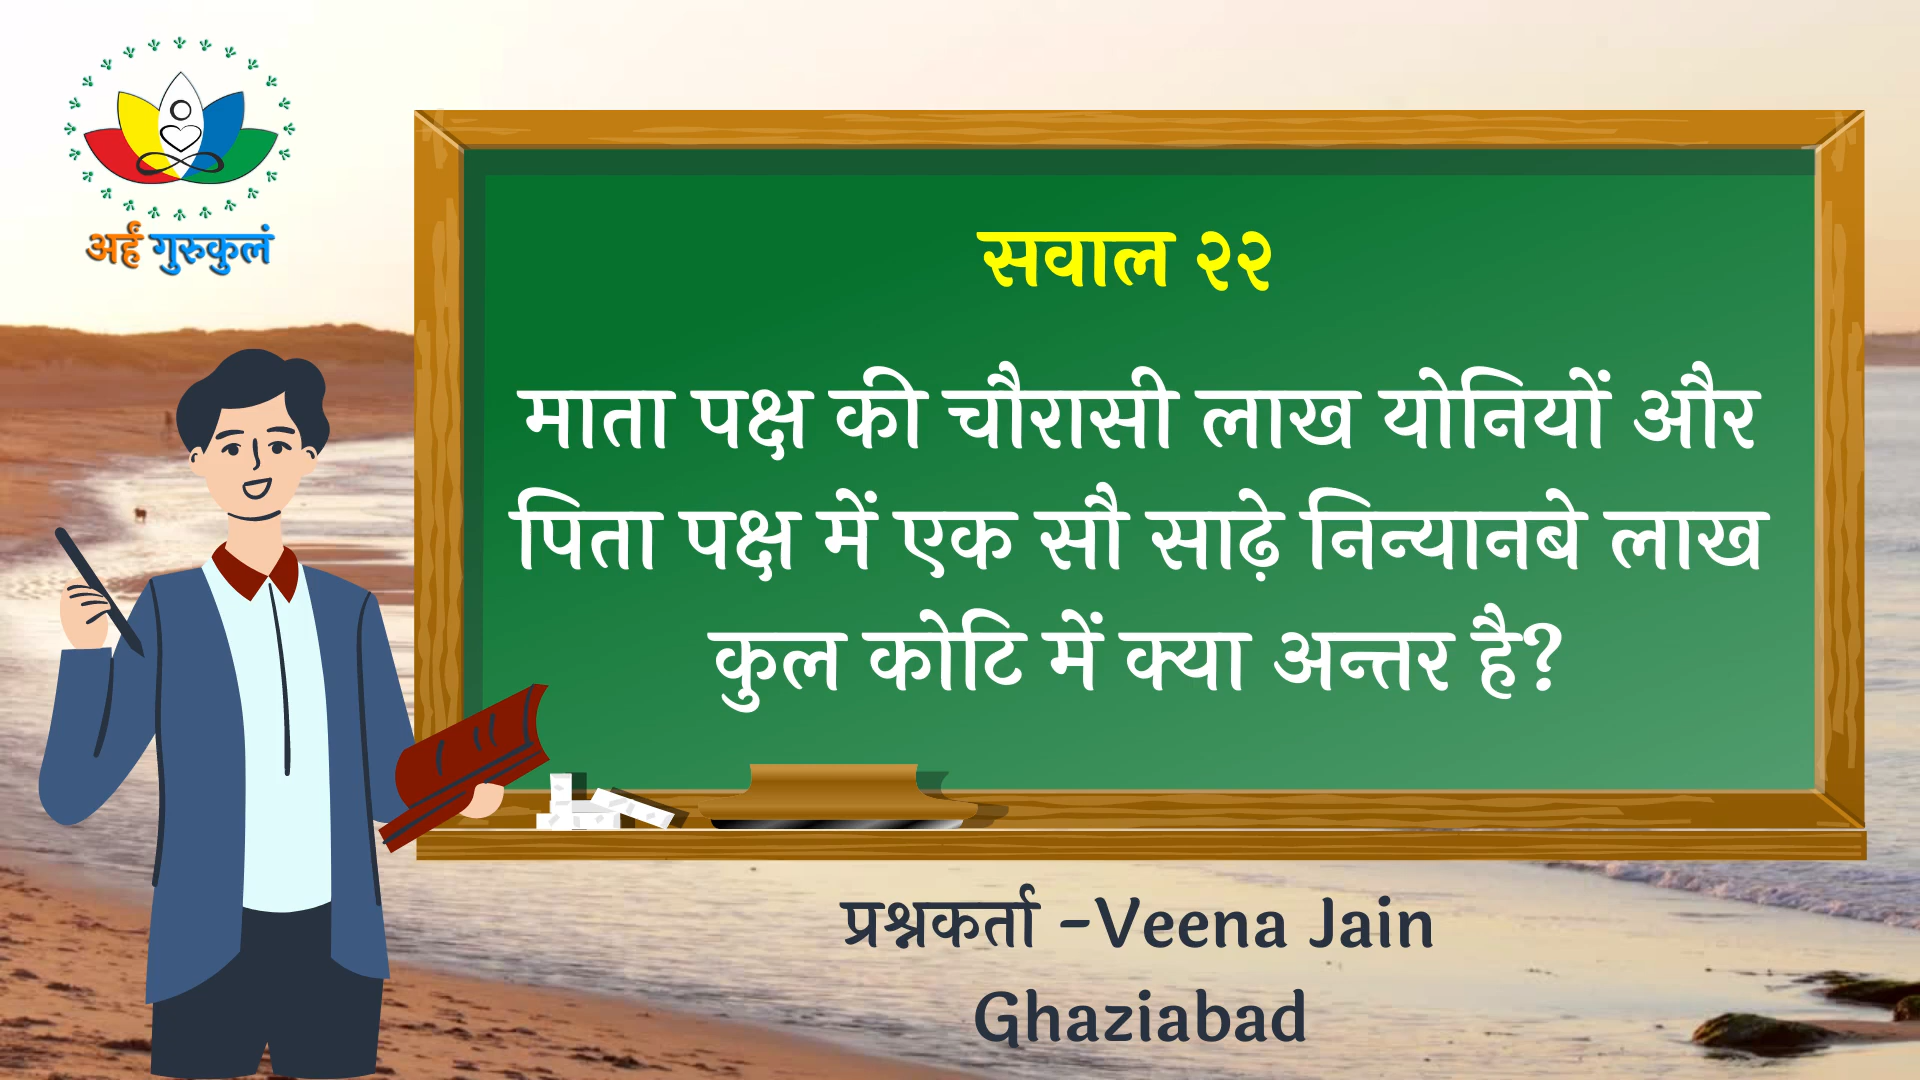 अर्हं गुरुकुलं
सवाल २२
माता पक्ष की चौरासी लाख योनियों और
पिता पक्ष में एक सौ साढ़े निन्यानबे लाख
कुल कोटि में क्या अन्तर है?
प्रश्नकर्ता -Veena Jain
Ghaziabad